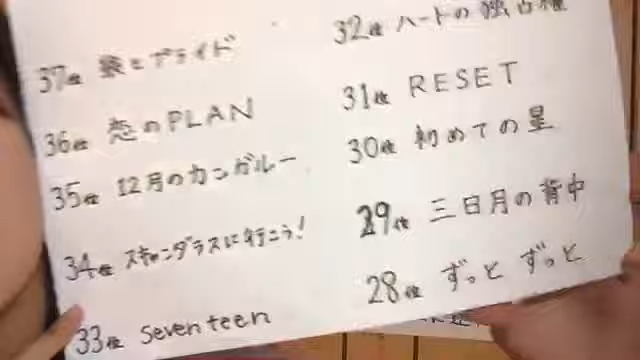 37位 狼とプライド
36位 恋のPLAN
35位 12月のカンガルー
34位 スキャンダラスに行こう!
33位 seventeen
32位 ハートの独占権
31位 RESET
30位 初めての星
29位 三日月の背中
28位 ずっと ずっと